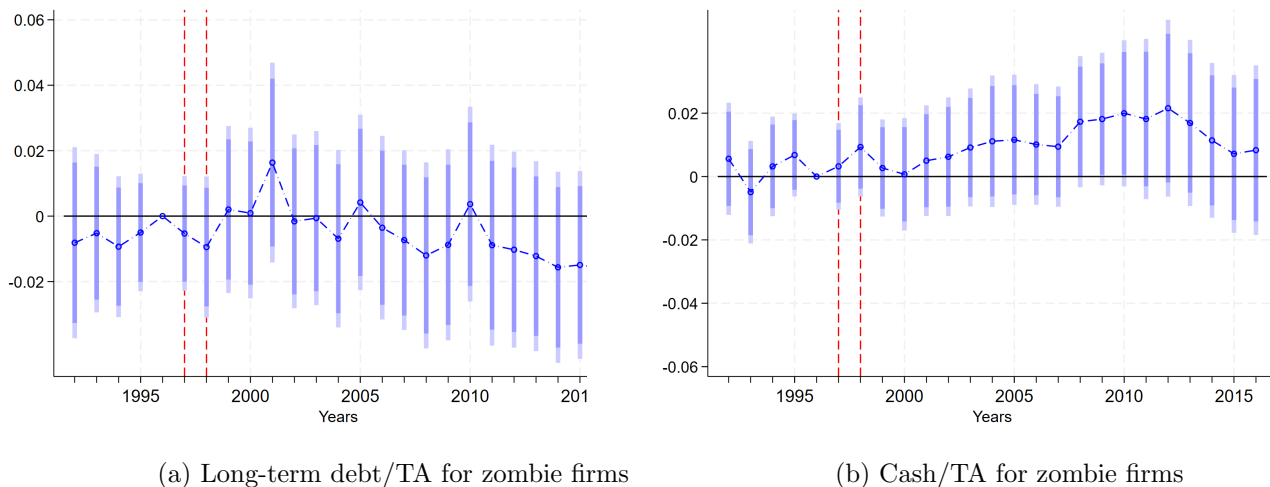 0.06
0.04
0.02
0
-0.02
1995 2000 2005 2010 201
Years
0.02
0
-0.02
-0.04
-0.06
1995 2000 2005 2010 2015
Years
(a) Long-term debt/TA for zombie firms
(b) Cash/TA for zombie firms